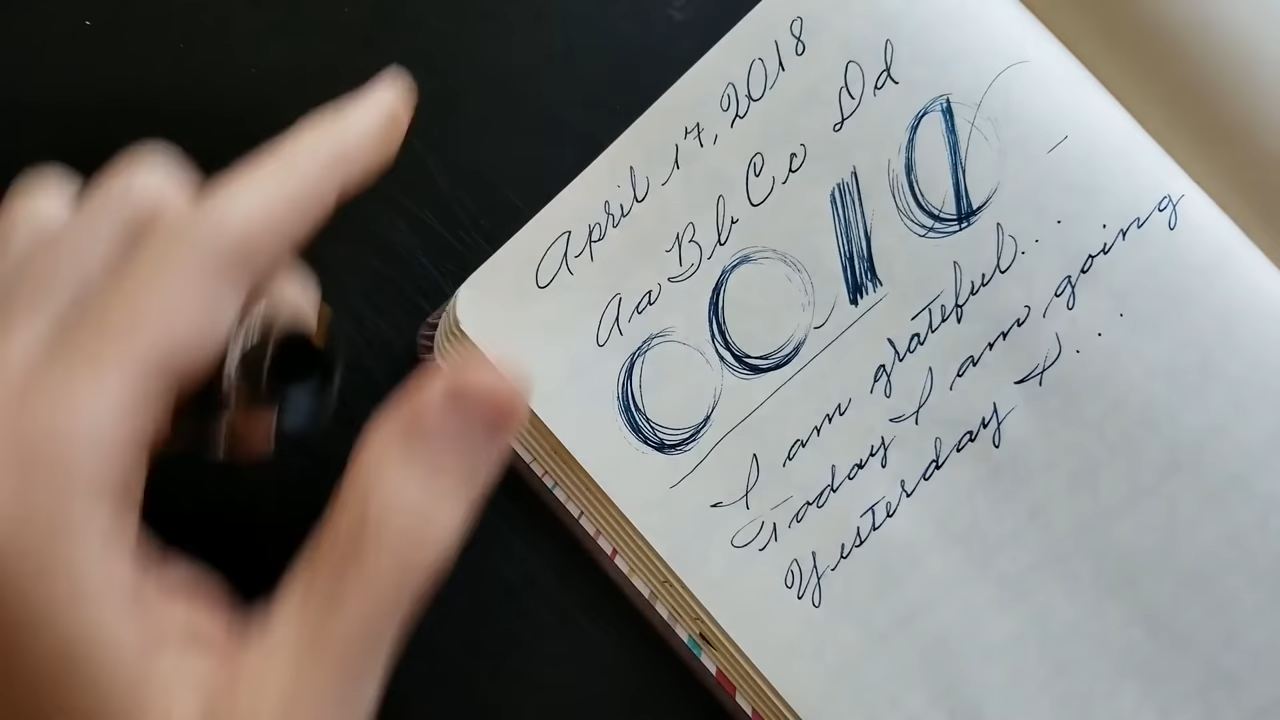 April 17, 2018
Aa Bb Cc Dd
I am grateful...
Today I am going
Yesterday I...